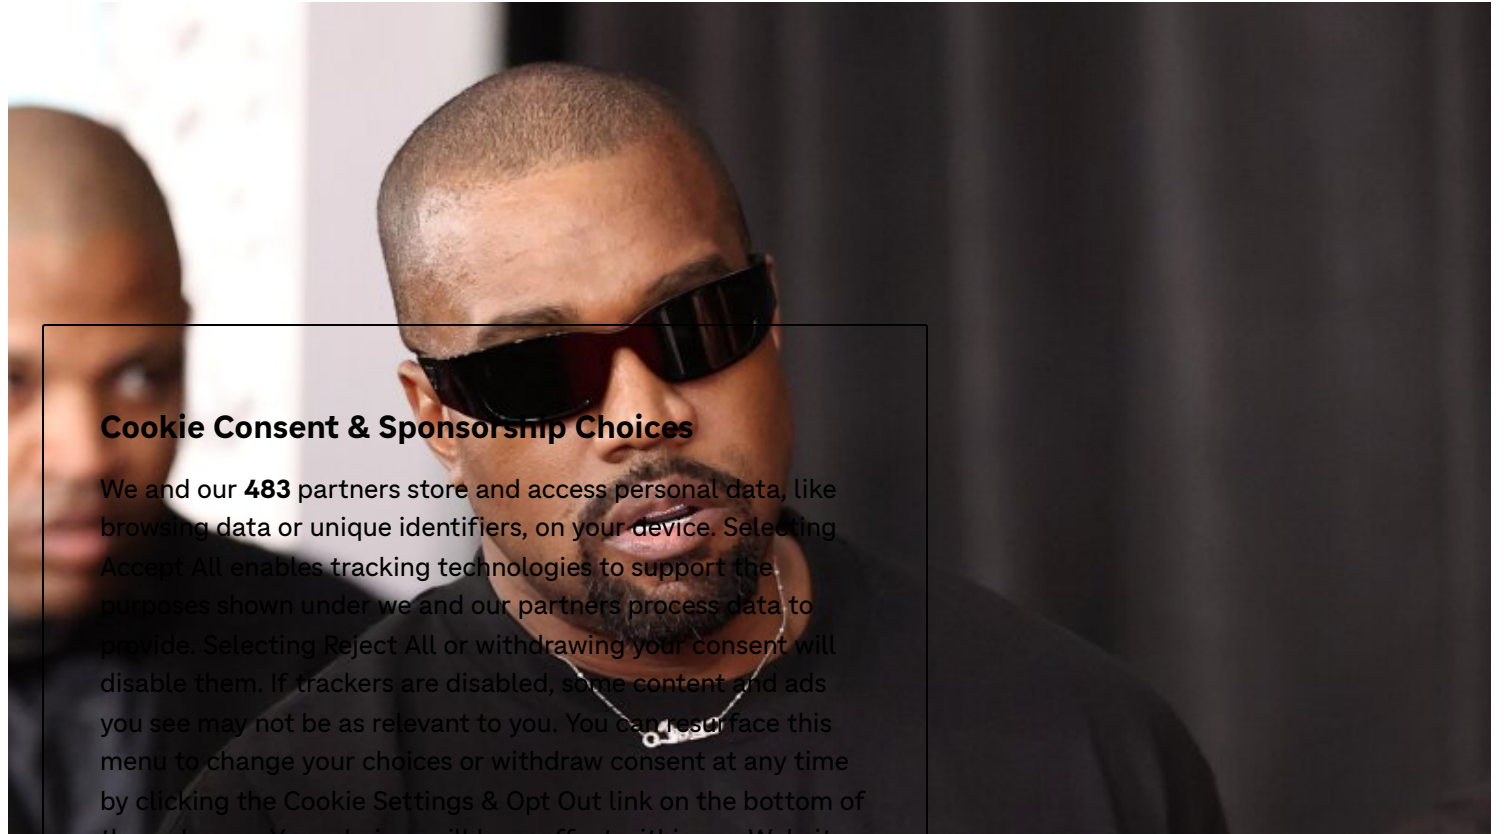 Cookie Consent & Sponsorship Choices
We and our 483 partners store and access personal data, like
browsing data or unique identifiers, on your device. Selecting
Accept All enables tracking technologies to support the
purposes shown under we and our partners process data to
provide. Selecting Reject All or withdrawing your consent will
disable them. If trackers are disabled, some content and ads
you see may not be as relevant to you. You can resurface this
menu to change your choices or withdraw consent at any time
by clicking the Cookie Settings & Opt Out link on the bottom of